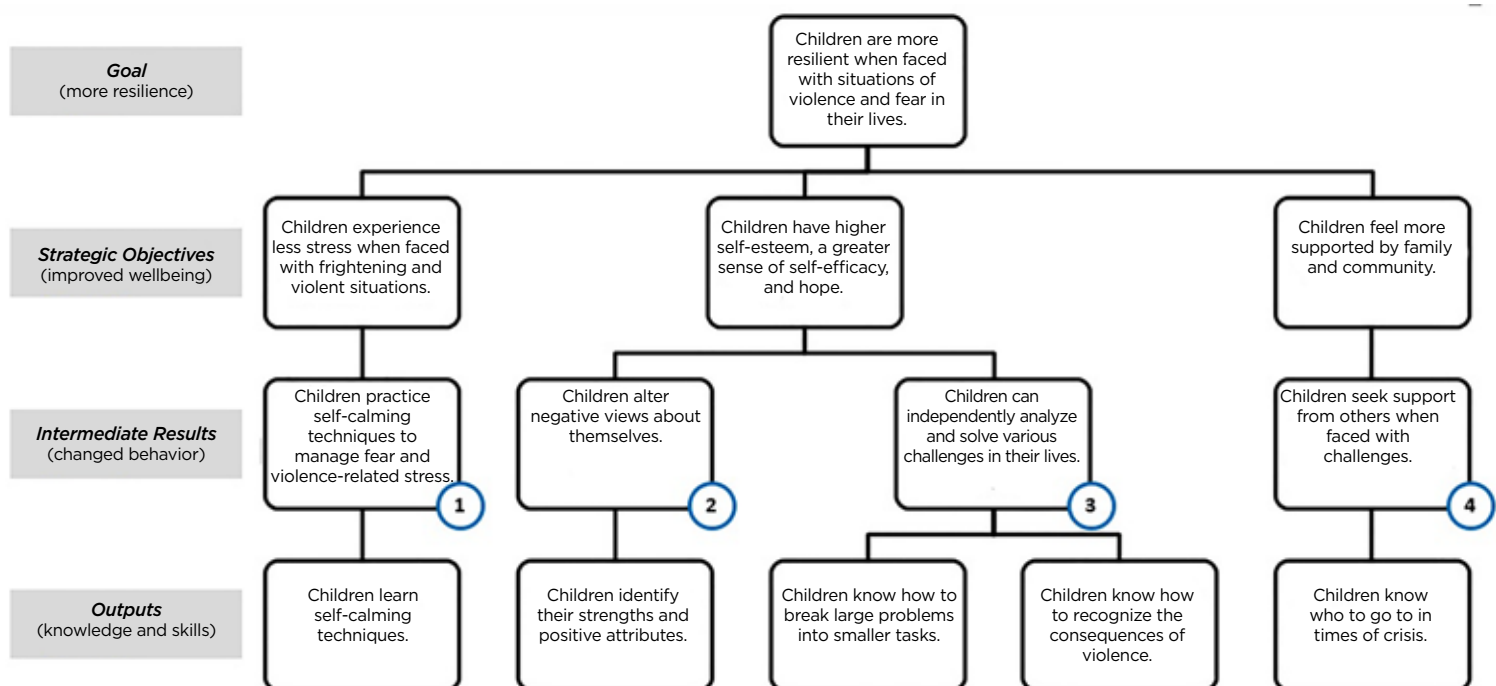 Goal
(more resilience)
Children are more
resilient when faced
with situations of
violence and fear in
their lives.
Strategic Objectives
(improved wellbeing)
Children experience
less stress when faced
with frightening and
violent situations.
Children have higher
self-esteem, a greater
sense of self-efficacy,
and hope.
Children feel more
supported by family
and community.
Intermediate Results
(changed behavior)
Children practice
self-calming
techniques to
manage fear and
violence-related stress.
1
Children alter
negative views about
themselves.
2
Children can
independently analyze
and solve various
challenges in their lives.
3
Children seek support
from others when
faced with
challenges.
4
Outputs
(knowledge and skills)
Children learn
self-calming
techniques.
Children identify
their strengths and
positive attributes.
Children know how to
break large problems
into smaller tasks.
Children know how
to recognize the
consequences of
violence.
Children know
who to go to in
times of crisis.